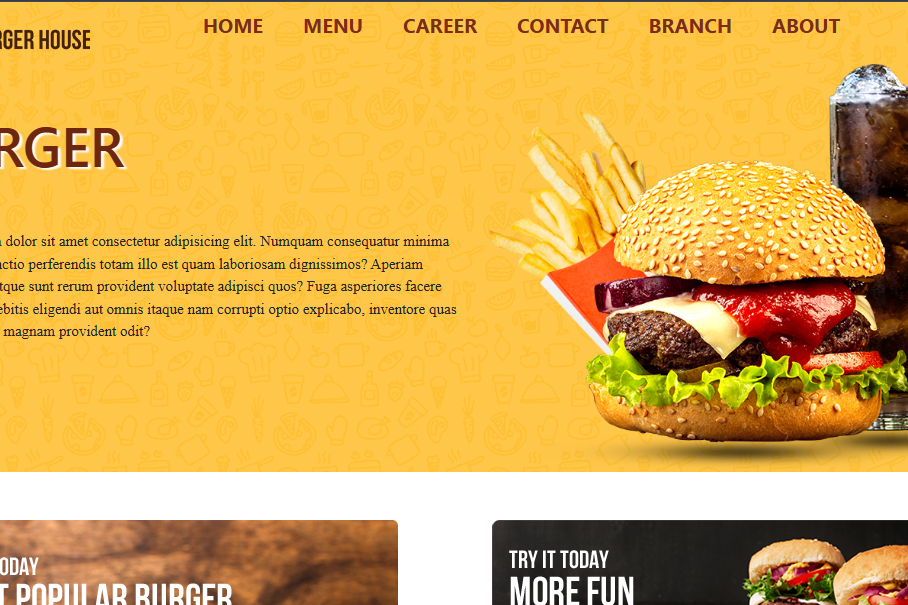 HOME MENU CAREER CONTACT BRANCH ABOUT
RGER HOUSE
RGER
dolor sit amet consectetur adipisicing elit. Numquam consequatur minima
ctio perferendis totam illo est quam laboriosam dignissimos? Aperiam
tque sunt rerum provident voluptate adipisci quos? Fuga asperiores facere
ebitis eligendi aut omnis itaque nam corrupti optio explicabo, inventore quas
magnam provident odit?
ODAY
T POPULAR BURGER
TRY IT TODAY
MORE FUN